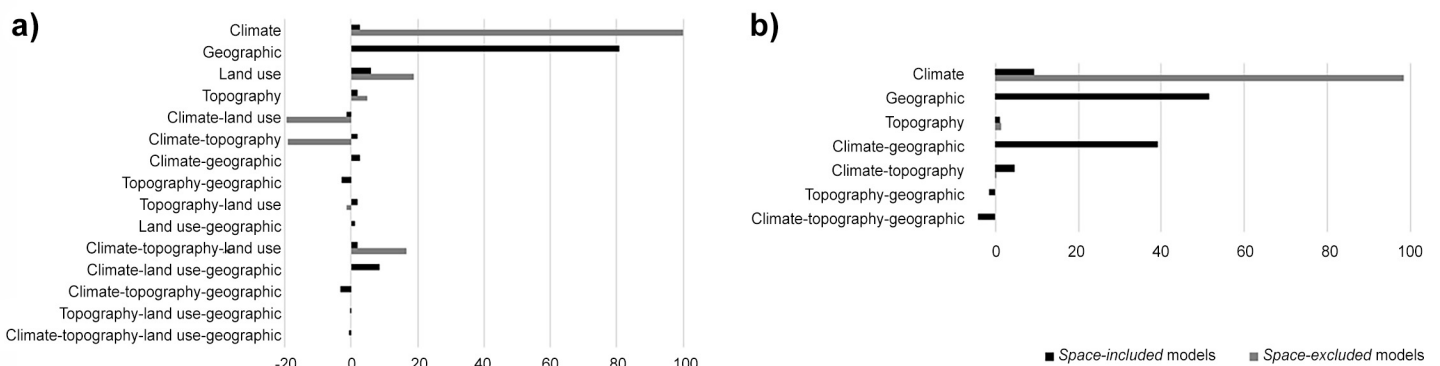 a)
Climate
Geographic
Land use
Topography
Climate-land use
Climate-topography
Climate-geographic
Topography-geographic
Topography-land use
Land use-geographic
Climate-topography-land use
Climate-land use-geographic
Climate-topography-geographic
Topography-land use-geographic
Climate-topography-land use-geographic
-20 0 20 40 60 80 100
b)
Climate
Geographic
Topography
Climate-geographic
Climate-topography
Topography-geographic
Climate-topography-geographic
0 20 40 60 80 100
Space-included models Space-excluded models